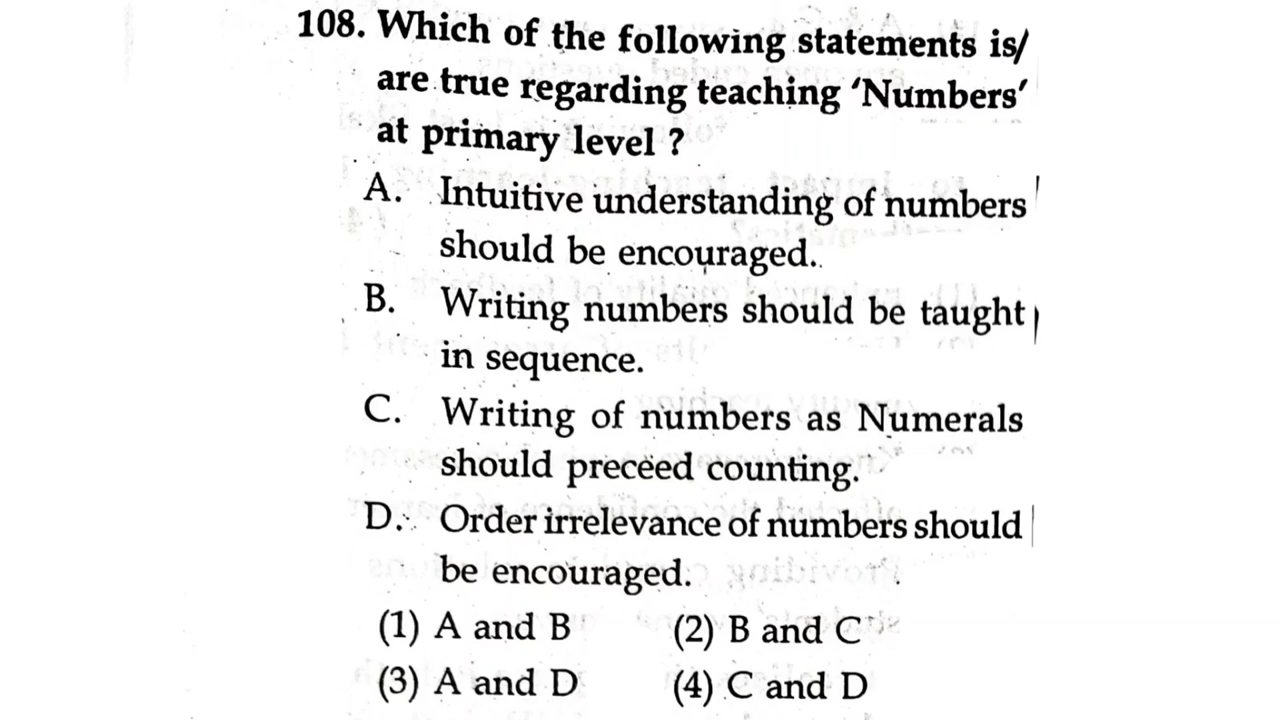 108. Which of the following statements is/
are true regarding teaching ‘Numbers’
at primary level ?
A. Intuitive understanding of numbers
should be encouraged.
B. Writing numbers should be taught
in sequence.
C. Writing of numbers as Numerals
should preceed counting.
D. Order irrelevance of numbers should
be encouraged.
(1) A and B (2) B and C
(3) A and D (4) C and D